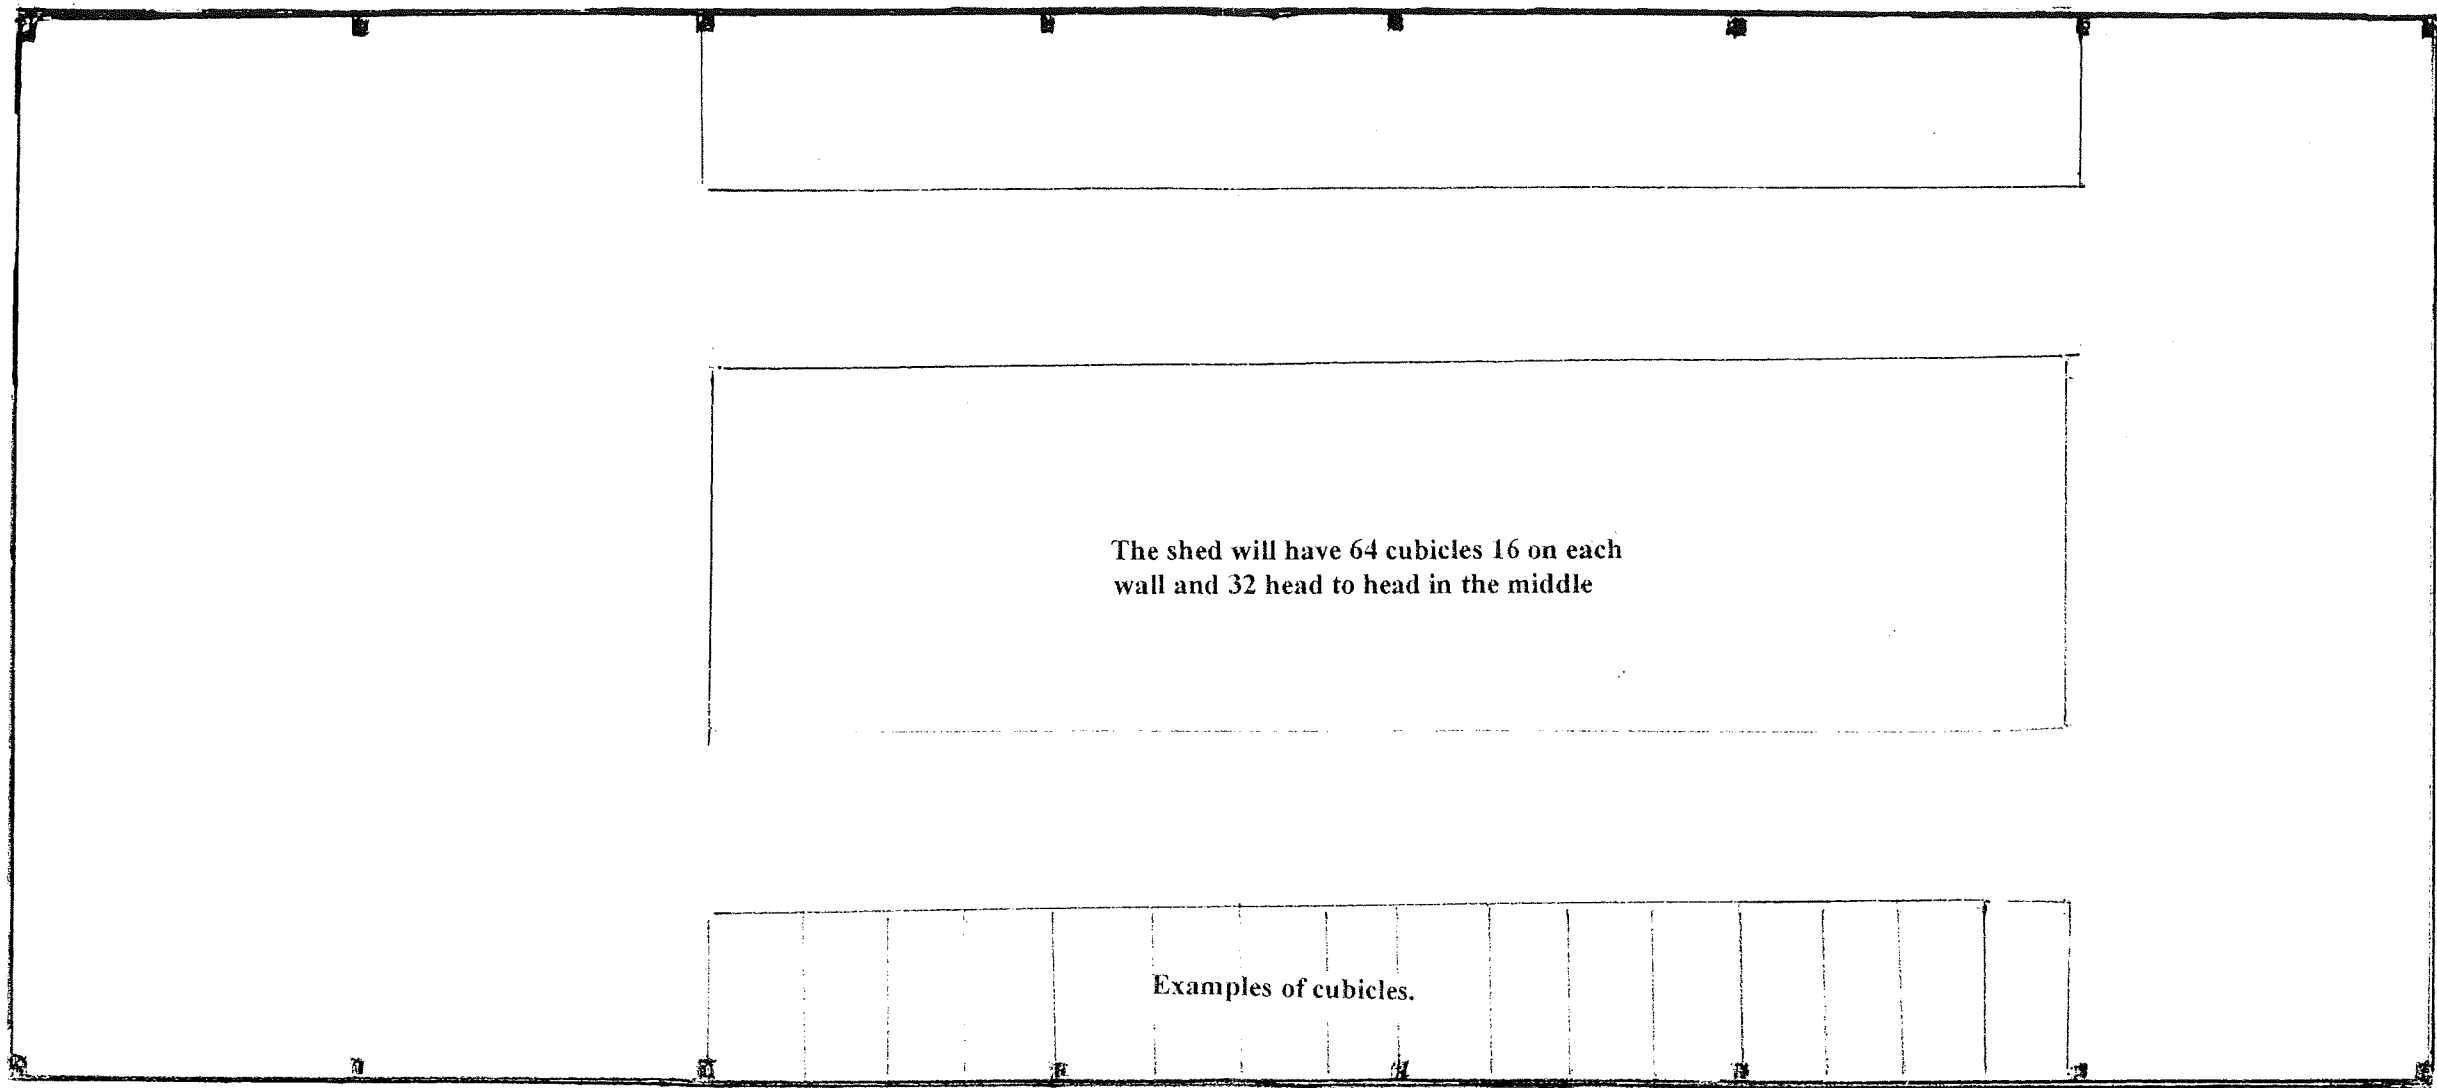 The shed will have 64 cubicles 16 on each
wall and 32 head to head in the middle
Examples of cubicles.